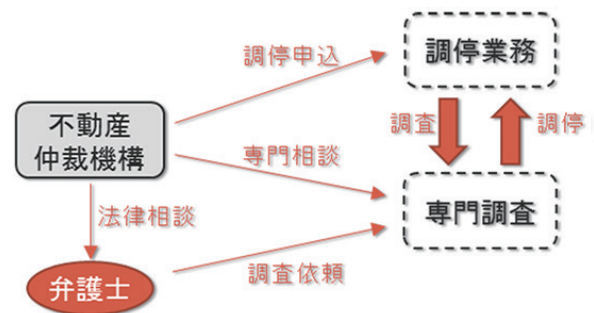 調停申込
調停業務
不動産
仲裁機構
調査
調停
専門相談
専門調査
法律相談
調査依頼
弁護士